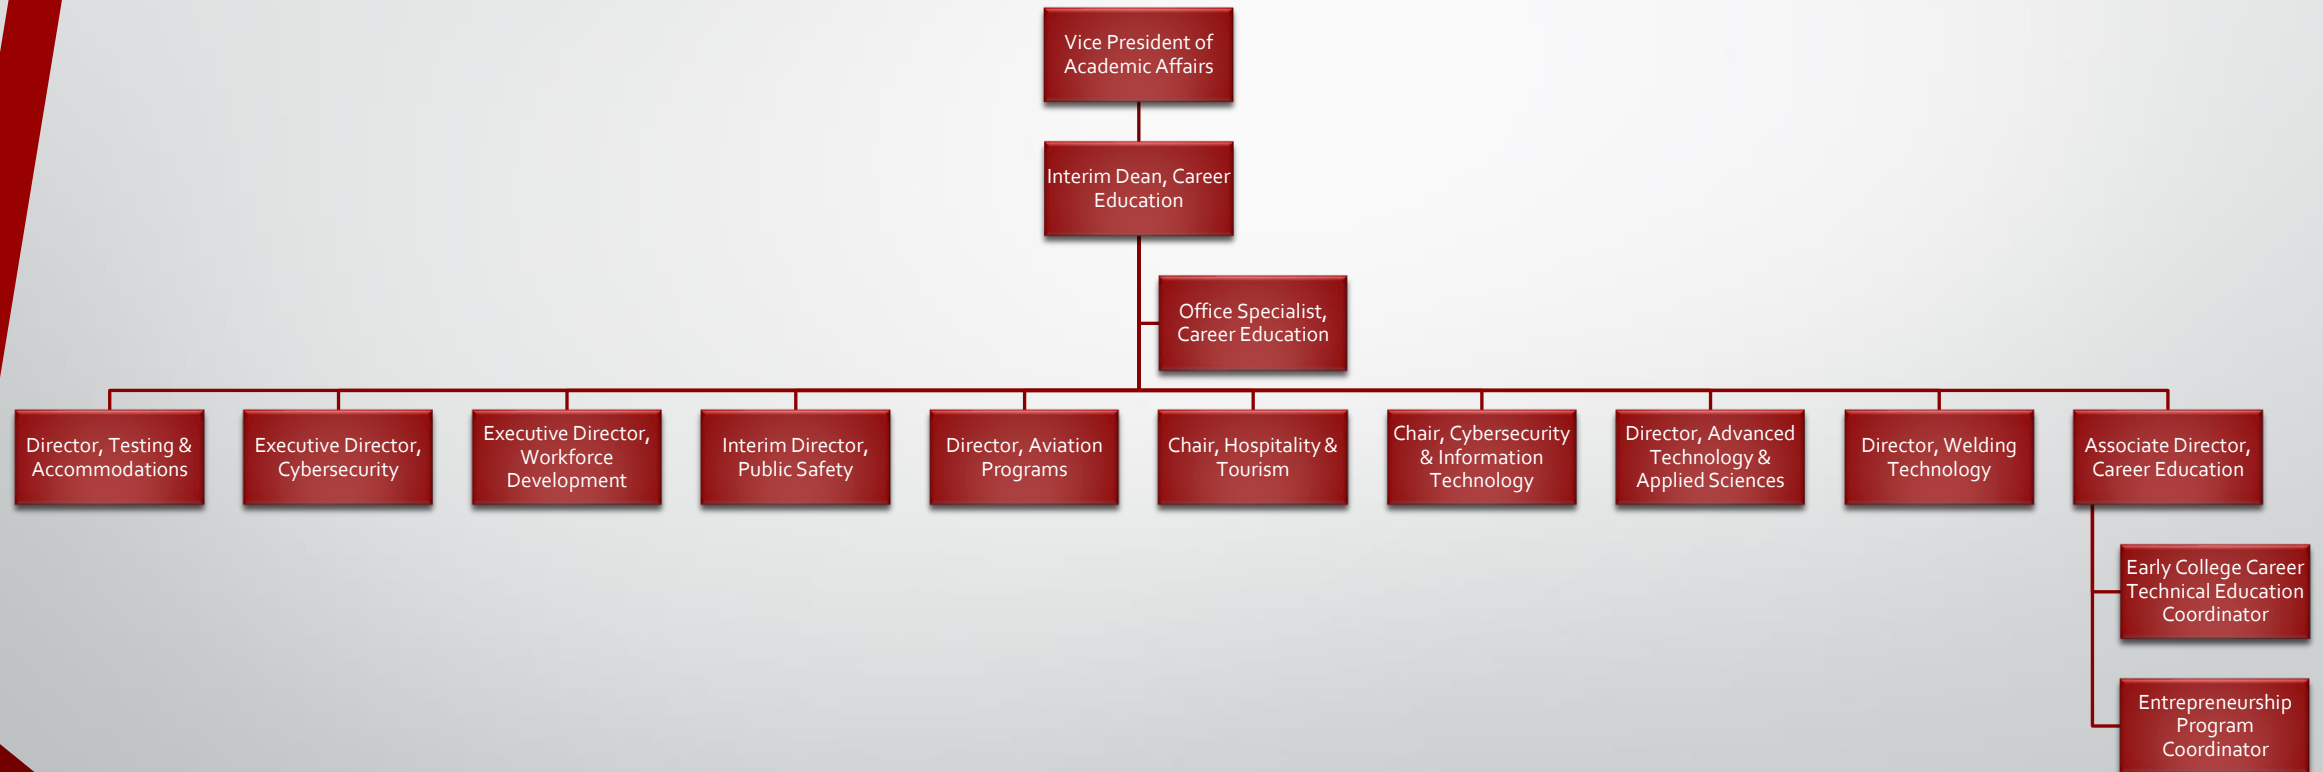 Vice President of
Academic Affairs
Interim Dean, Career
Education
Office Specialist,
Career Education
Director, Testing &
Accommodations
Executive Director,
Cybersecurity
Executive Director,
Workforce
Development
Interim Director,
Public Safety
Director, Aviation
Programs
Chair, Hospitality &
Tourism
Chair, Cybersecurity
& Information
Technology
Director, Advanced
Technology &
Applied Sciences
Director, Welding
Technology
Associate Director,
Career Education
Early College Career
Technical Education
Coordinator
Entrepreneurship
Program
Coordinator